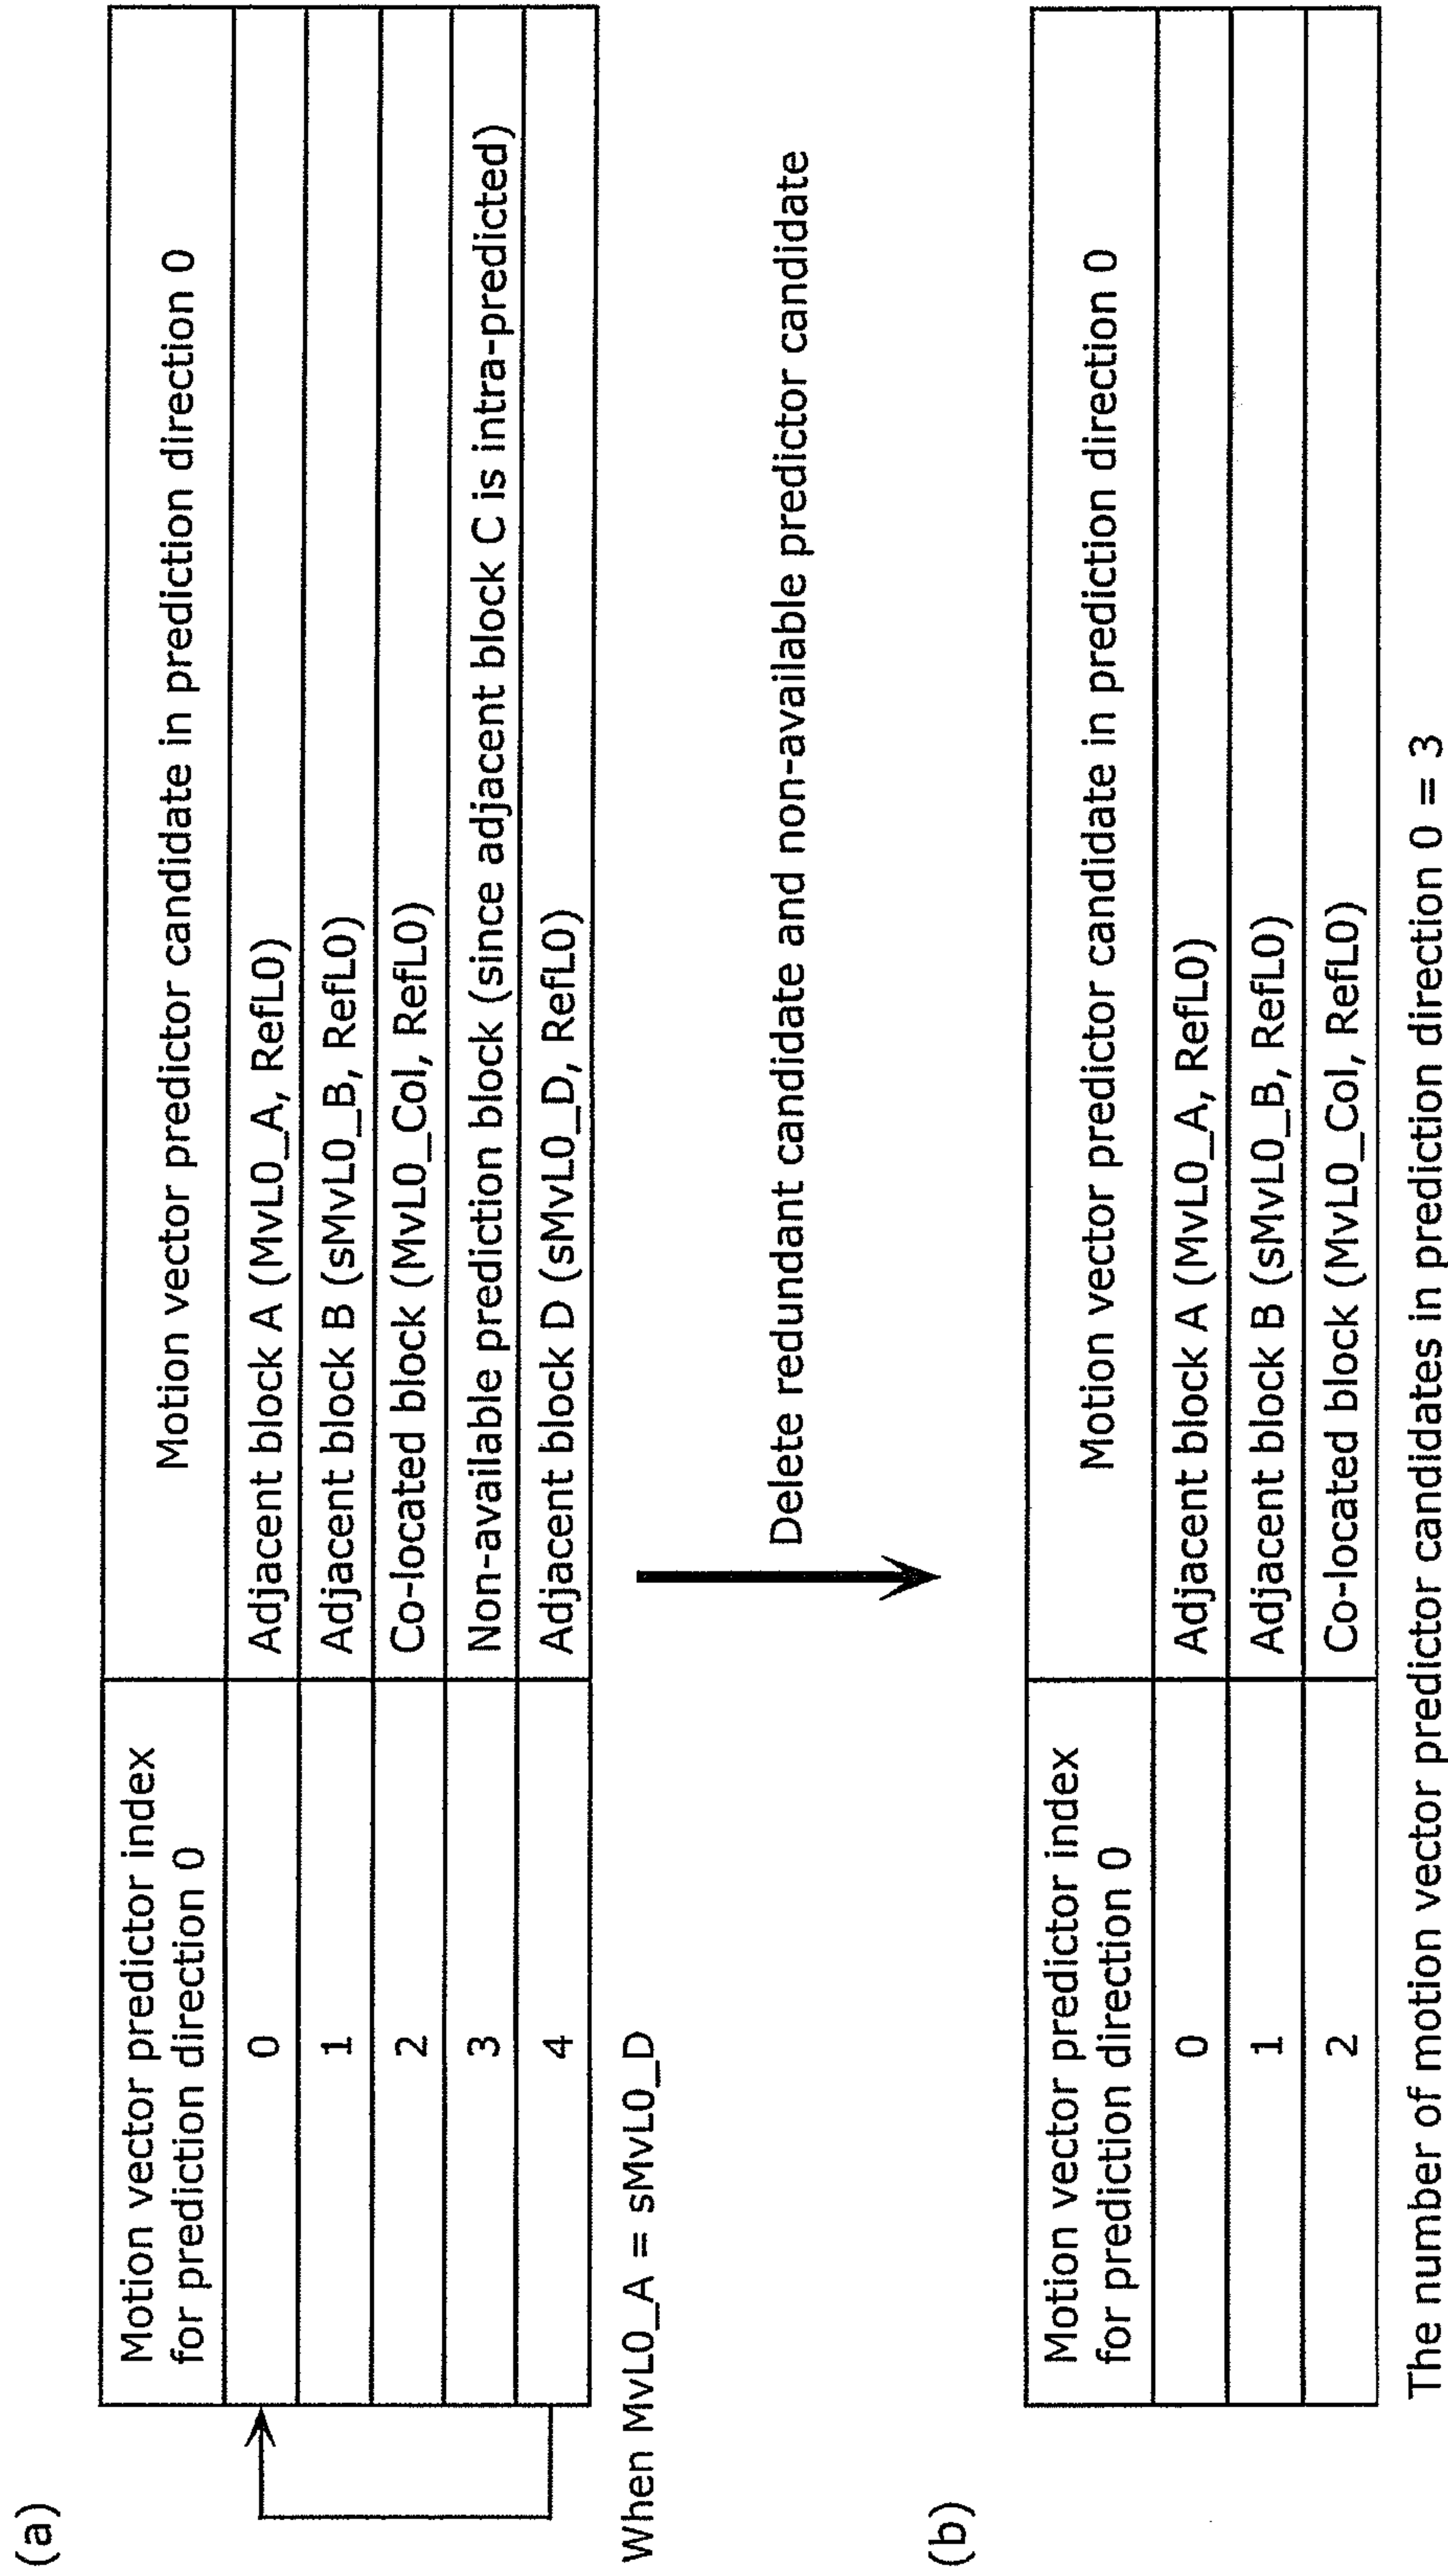 (a)
Motion vector predictor index
for prediction direction 0
Motion vector predictor candidate in prediction direction 0
0
Adjacent block A (MvL0_A, RefL0)
1
Adjacent block B (sMvL0_B, RefL0)
2
Co-located block (MvL0_Col, RefL0)
3
Non-available prediction block (since adjacent block C is intra-predicted)
4
Adjacent block D (sMvL0_D, RefL0)
When MvL0_A = sMvL0_D
Delete redundant candidate and non-available predictor candidate
(b)
Motion vector predictor index
for prediction direction 0
Motion vector predictor candidate in prediction direction 0
0
Adjacent block A (MvL0_A, RefL0)
1
Adjacent block B (sMvL0_B, RefL0)
2
Co-located block (MvL0_Col, RefL0)
The number of motion vector predictor candidates in prediction direction 0 = 3